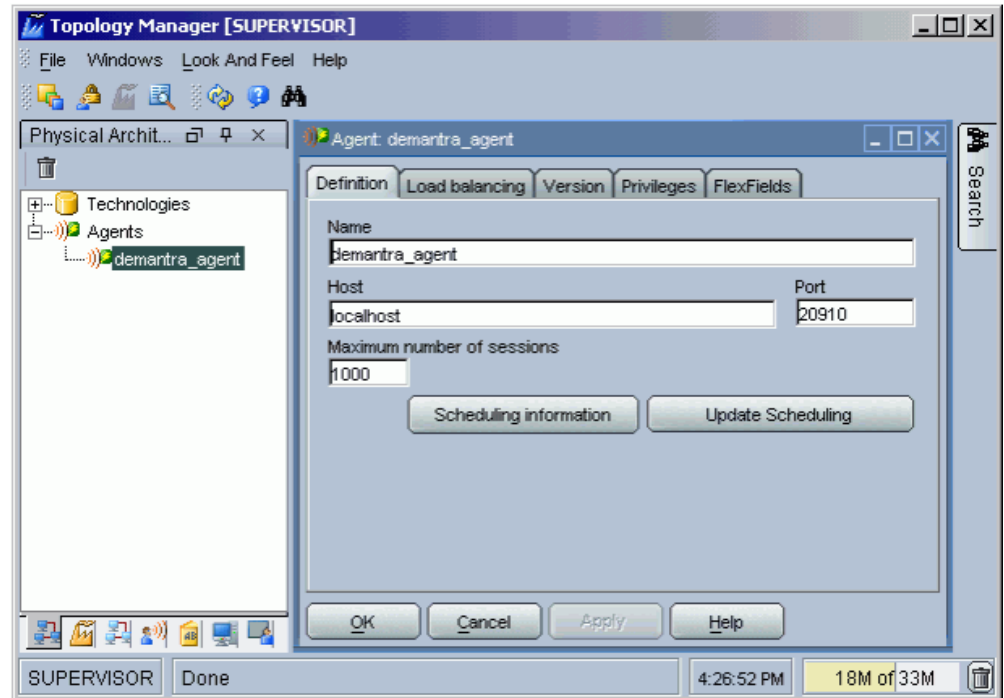 Topology Manager [SUPERVISOR]
File Windows Look And Feel Help
Physical Archit...
Technologies
Agents
demantra_agent
Agent: demantra_agent
Definition Load balancing Version Privileges FlexFields
Name
demantra_agent
Host Port
localhost 20910
Maximum number of sessions
1000
Scheduling information Update Scheduling
OK Cancel Apply Help
Search
SUPERVISOR Done 4:26:52 PM 18M of 33M